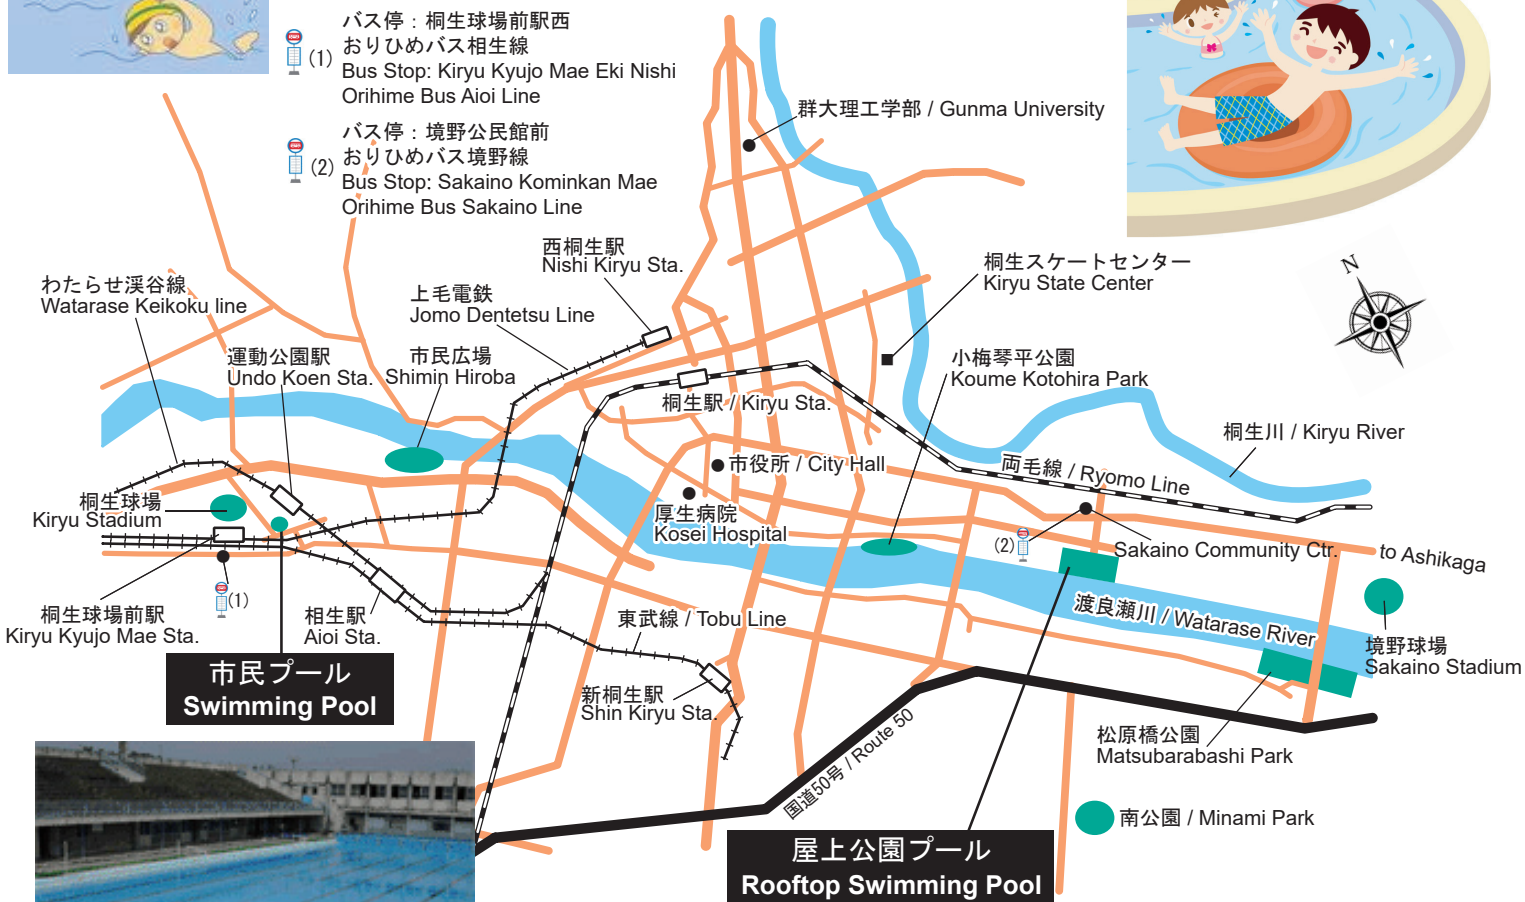 (1)
バス停：桐生球場前駅西
おりひめバス相生線
Bus Stop: Kiryu Kyujo Mae Eki Nishi
Orihime Bus Aioi Line
(2)
バス停：境野公民館前
おりひめバス境野線
Bus Stop: Sakaino Kominkan Mae
Orihime Bus Sakaino Line
群大理工学部 / Gunma University
西桐生駅
Nishi Kiryu Sta.
桐生スケートセンター
Kiryu State Center
N
わたらせ渓谷線
Watarase Keikoku line
上毛電鉄
Jomo Dentetsu Line
運動公園駅
Undo Koen Sta.
市民広場
Shimin Hiroba
小梅琴平公園
Koume Kotohira Park
桐生駅 / Kiryu Sta.
桐生川 / Kiryu River
市役所 / City Hall
両毛線 / Ryomo Line
桐生球場
Kiryu Stadium
厚生病院
Kosei Hospital
(2)
Sakaino Community Ctr.
to Ashikaga
(1)
桐生球場前駅
Kiryu Kyujo Mae Sta.
相生駅
Aioi Sta.
東武線 / Tobu Line
渡良瀬川 / Watarase River
境野球場
Sakaino Stadium
市民プール
Swimming Pool
新桐生駅
Shin Kiryu Sta.
国道50号 / Route 50
松原橋公園
Matsubarabashi Park
南公園 / Minami Park
屋上公園プール
Rooftop Swimming Pool